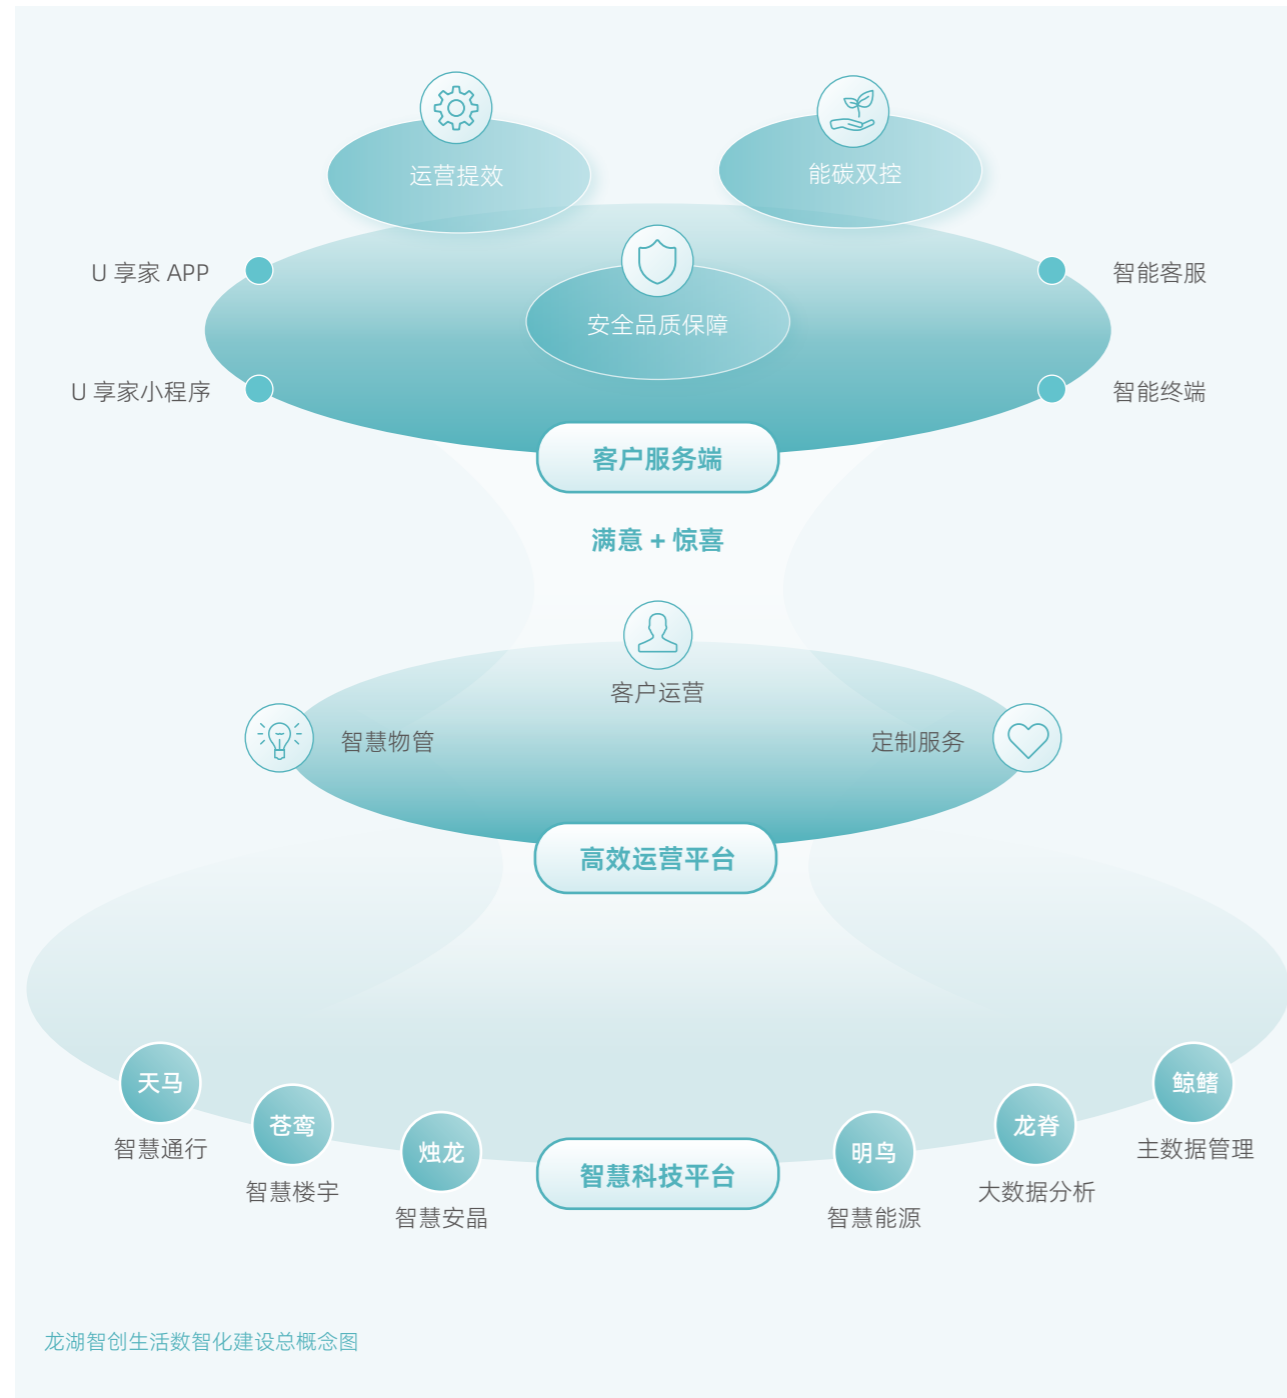 运营提效
能碳双控
U 享家 APP
智能客服
安全品质保障
U 享家小程序
智能终端
客户服务端
满意 + 惊喜
客户运营
智慧物管
定制服务
高效运营平台
天马
智慧通行
苍鸾
智慧楼宇
烛龙
智慧安晶
智慧科技平台
明鸟
智慧能源
龙脊
大数据分析
鲸鳍
主数据管理
龙湖智创生活数智化建设总概念图